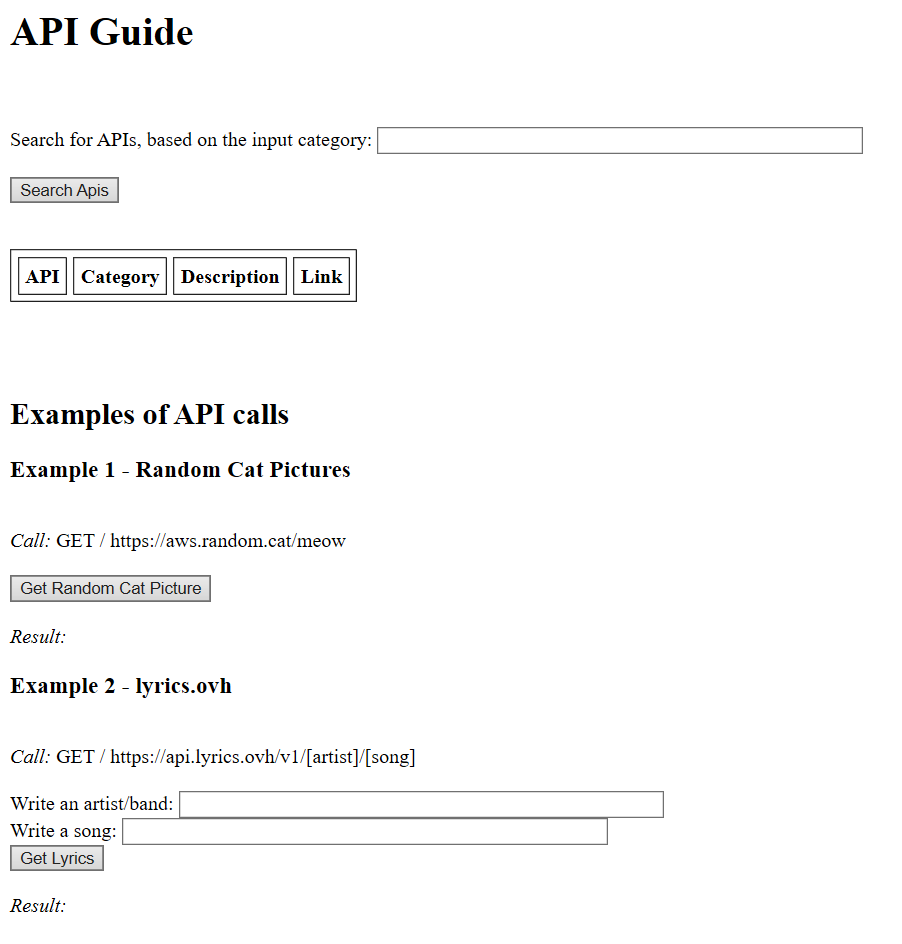 API Guide
Search for APIs, based on the input category:
Search Apis
API Category Description Link
Examples of API calls
Example 1 - Random Cat Pictures
Call: GET / https://aws.random.cat/meow
Get Random Cat Picture
Result:
Example 2 - lyrics.ovh
Call: GET / https://api.lyrics.ovh/v1/[artist]/[song]
Write an artist/band:
Write a song:
Get Lyrics
Result: